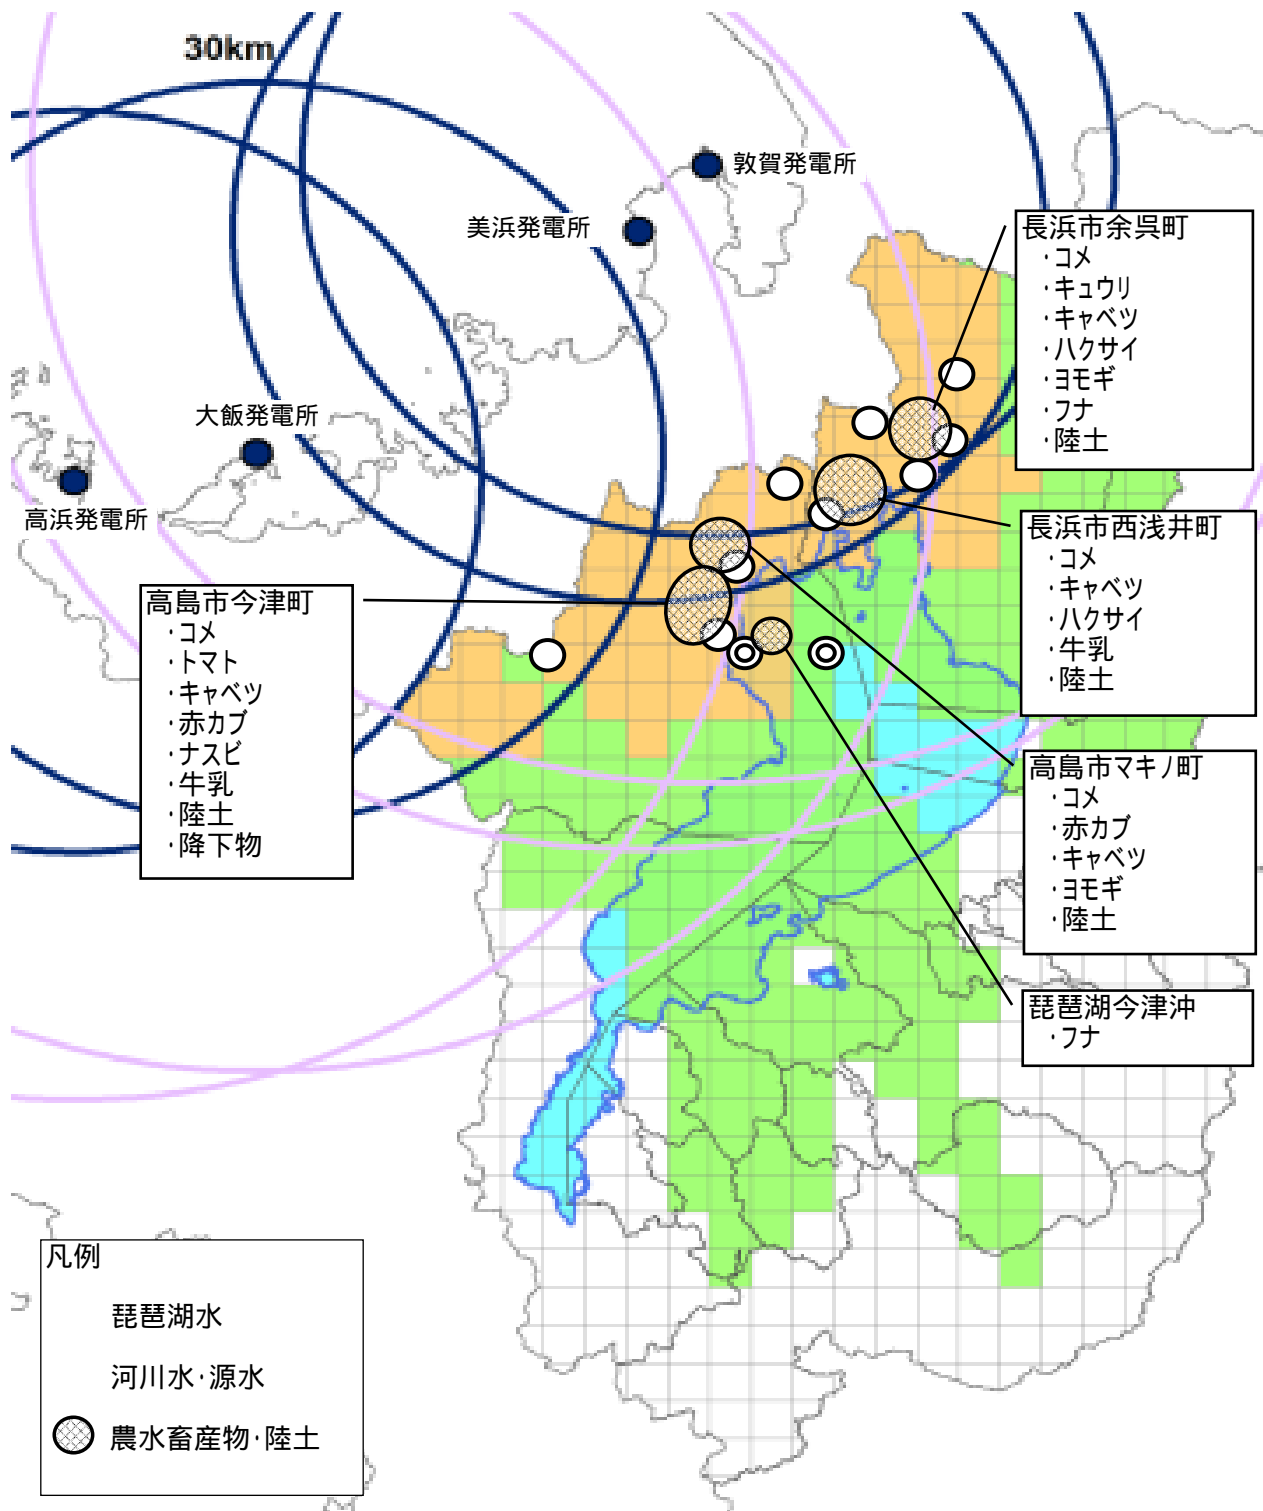 30km
敦賀発電所
美浜発電所
大飯発電所
高浜発電所
長浜市余呉町
・コメ
・キュウリ
・キャベツ
・ハクサイ
・ヨモギ
・フナ
・陸土
長浜市西浅井町
・コメ
・キャベツ
・ハクサイ
・牛乳
・陸土
高島市今津町
・コメ
・トマト
・キャベツ
・赤カブ
・ナスビ
・牛乳
・陸土
・降下物
高島市マキノ町
・コメ
・赤カブ
・キャベツ
・ヨモギ
・陸土
琵琶湖今津沖
・フナ
凡例
琵琶湖水
河川水・源水
農水畜産物・陸土